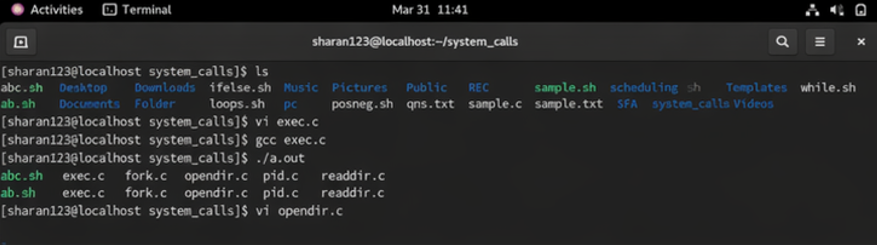 Activities Terminal Mar 31 11:41
sharan123@localhost:~/system_calls
[sharan123@localhost system_calls]$ ls
abc.sh Desktop Downloads ifelse.sh Music Pictures Public REC sample.sh scheduling sh Templates while.sh
ab.sh Documents Folder loops.sh pc posneg.sh qns.txt sample.c sample.txt SFA system_calls Videos
[sharan123@localhost system_calls]$ vi exec.c
[sharan123@localhost system_calls]$ gcc exec.c
[sharan123@localhost system_calls]$ ./a.out
abc.sh exec.c fork.c opendir.c pid.c readdir.c
ab.sh exec.c fork.c opendir.c pid.c readdir.c
[sharan123@localhost system_calls]$ vi opendir.c